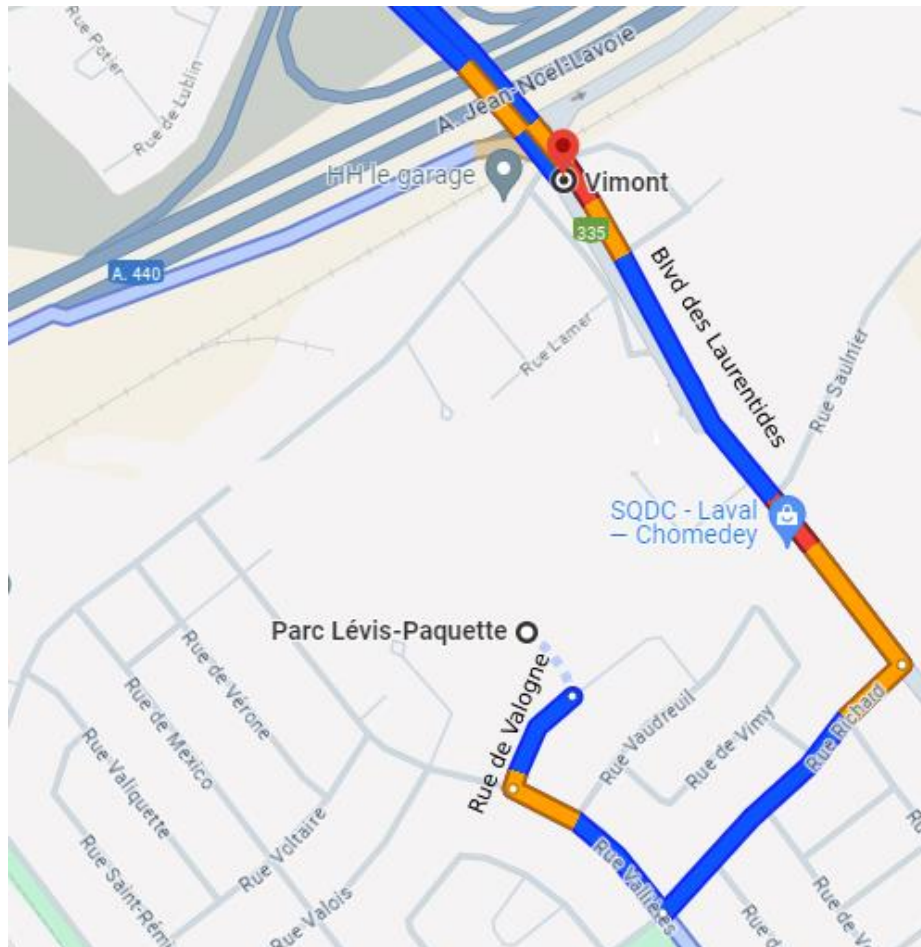 Rue Potier
Rue de Lublin
A. Jean-Noël-Lavoie
HH le garage
Vimont
335
A. 440
Blvd des Laurentides
Rue Lamer
Rue Saulnier
SQDC - Laval
— Chomedey
Parc Lévis-Paquette
Rue de Valogne
Rue de Vérone
Rue de Mexico
Rue Vaudreuil
Rue de Vimy
Rue Richard
Rue Valiquette
Rue Voltaire
Rue Vallières
Rue Saint-Rémi
Rue Valois